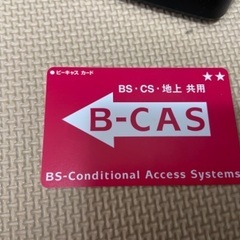 ビーキャス カード
★★
BS・CS・地上 共用
B-CAS
BS-Conditional Access Systems